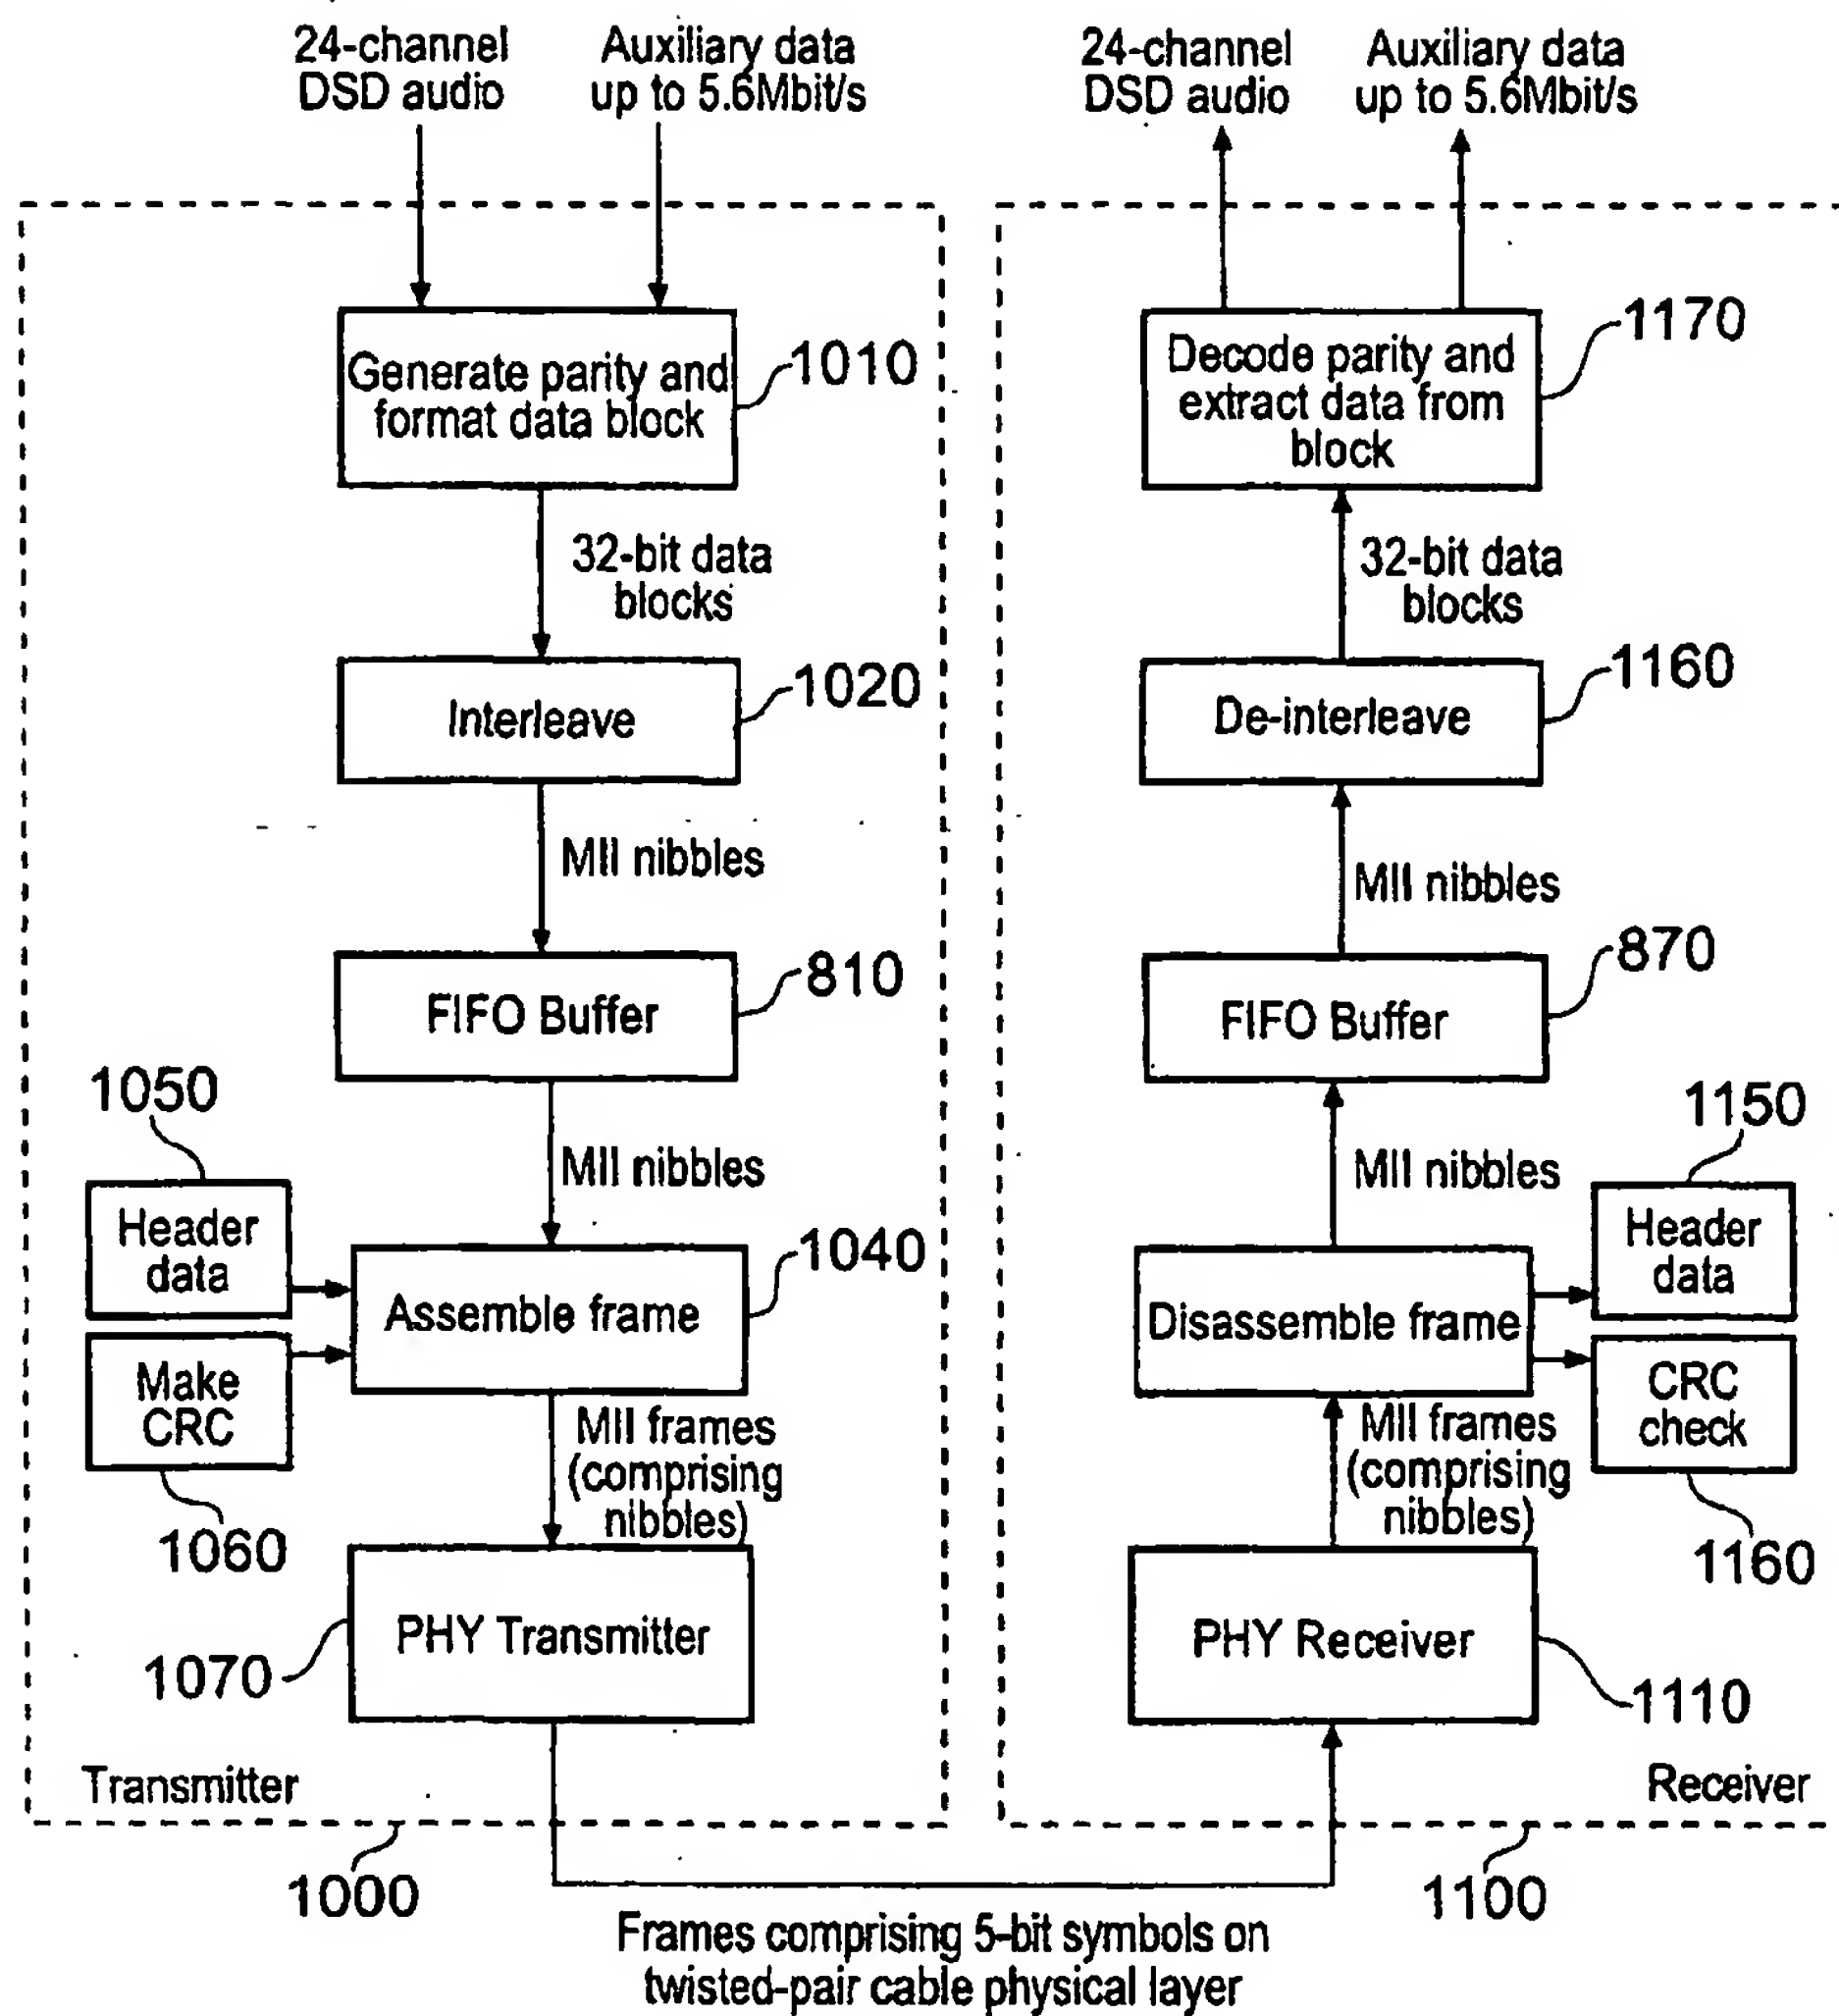 24-channel
DSD audio
Auxiliary data
up to 5.6Mbit/s
Generate parity and
format data block
1010
32-bit data
blocks
Interleave
1020
MII nibbles
FIFO Buffer
810
MII nibbles
1050
Header
data
Make
CRC
1060
Assemble frame
1040
MII frames
(comprising
nibbles)
PHY Transmitter
1070
Transmitter
1000
24-channel
DSD audio
Auxiliary data
up to 5.6Mbit/s
Decode parity and
extract data from
block
1170
32-bit data
blocks
De-interleave
1160
MII nibbles
FIFO Buffer
870
MII nibbles
1150
Header
data
Disassemble frame
CRC
check
1160
MII frames
(comprising
nibbles)
PHY Receiver
1110
Receiver
1100
Frames comprising 5-bit symbols on
twisted-pair cable physical layer